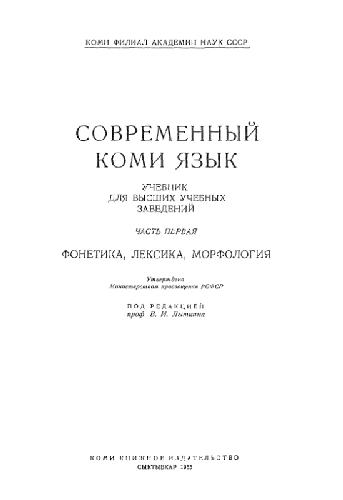 КОМИ ФИЛИАЛ АКАДЕМИИ НАУК СССР
СОВРЕМЕННЫЙ
КОМИ ЯЗЫК
УЧЕБНИК
ДЛЯ ВЫСШИХ УЧЕБНЫХ
ЗАВЕДЕНИЙ
ЧАСТЬ ПЕРВАЯ
ФОНЕТИКА, ЛЕКСИКА, МОРФОЛОГИЯ
Утверждено
Министерством просвещения РСФСР
ПОД РЕДАКЦИЕЙ
проф. В. И. Лыткина
КОМИ КНИЖНОЕ ИЗДАТЕЛЬСТВО
СЫКТЫВКАР 1955